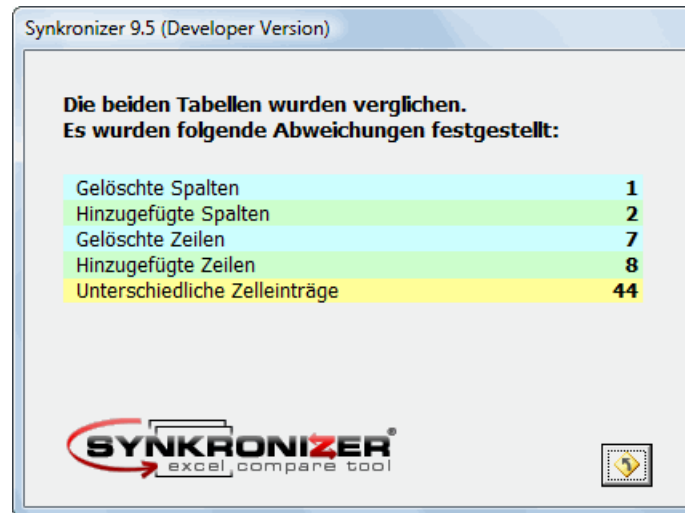 Synkronizer 9.5 (Developer Version)
Die beiden Tabellen wurden verglichen.
Es wurden folgende Abweichungen festgestellt:
Gelöschte Spalten 1
Hinzugefügte Spalten 2
Gelöschte Zeilen 7
Hinzugefügte Zeilen 8
Unterschiedliche Zelleinträge 44
SYNKRONIZER®
excel compare tool